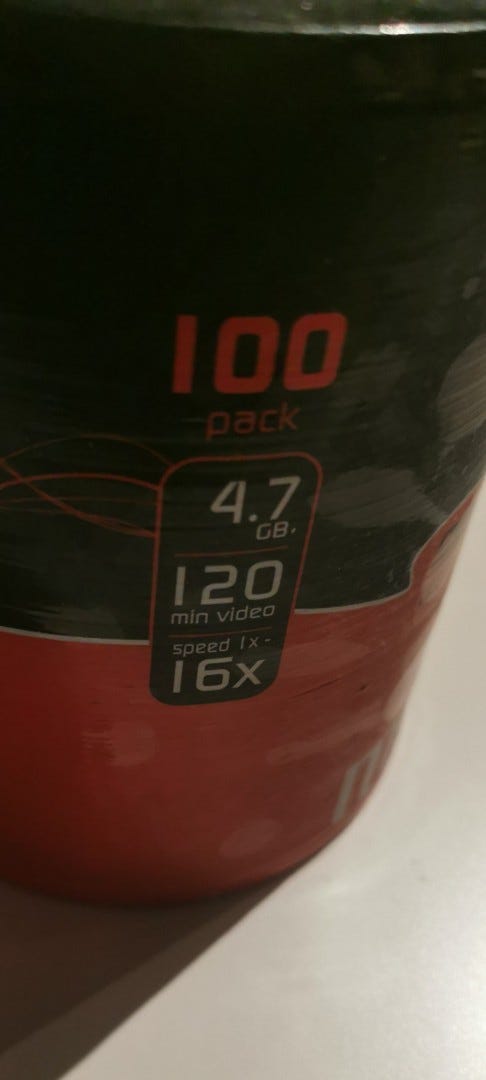 100
pack
4.7
GB*
120
min video
speed 1x -
16x